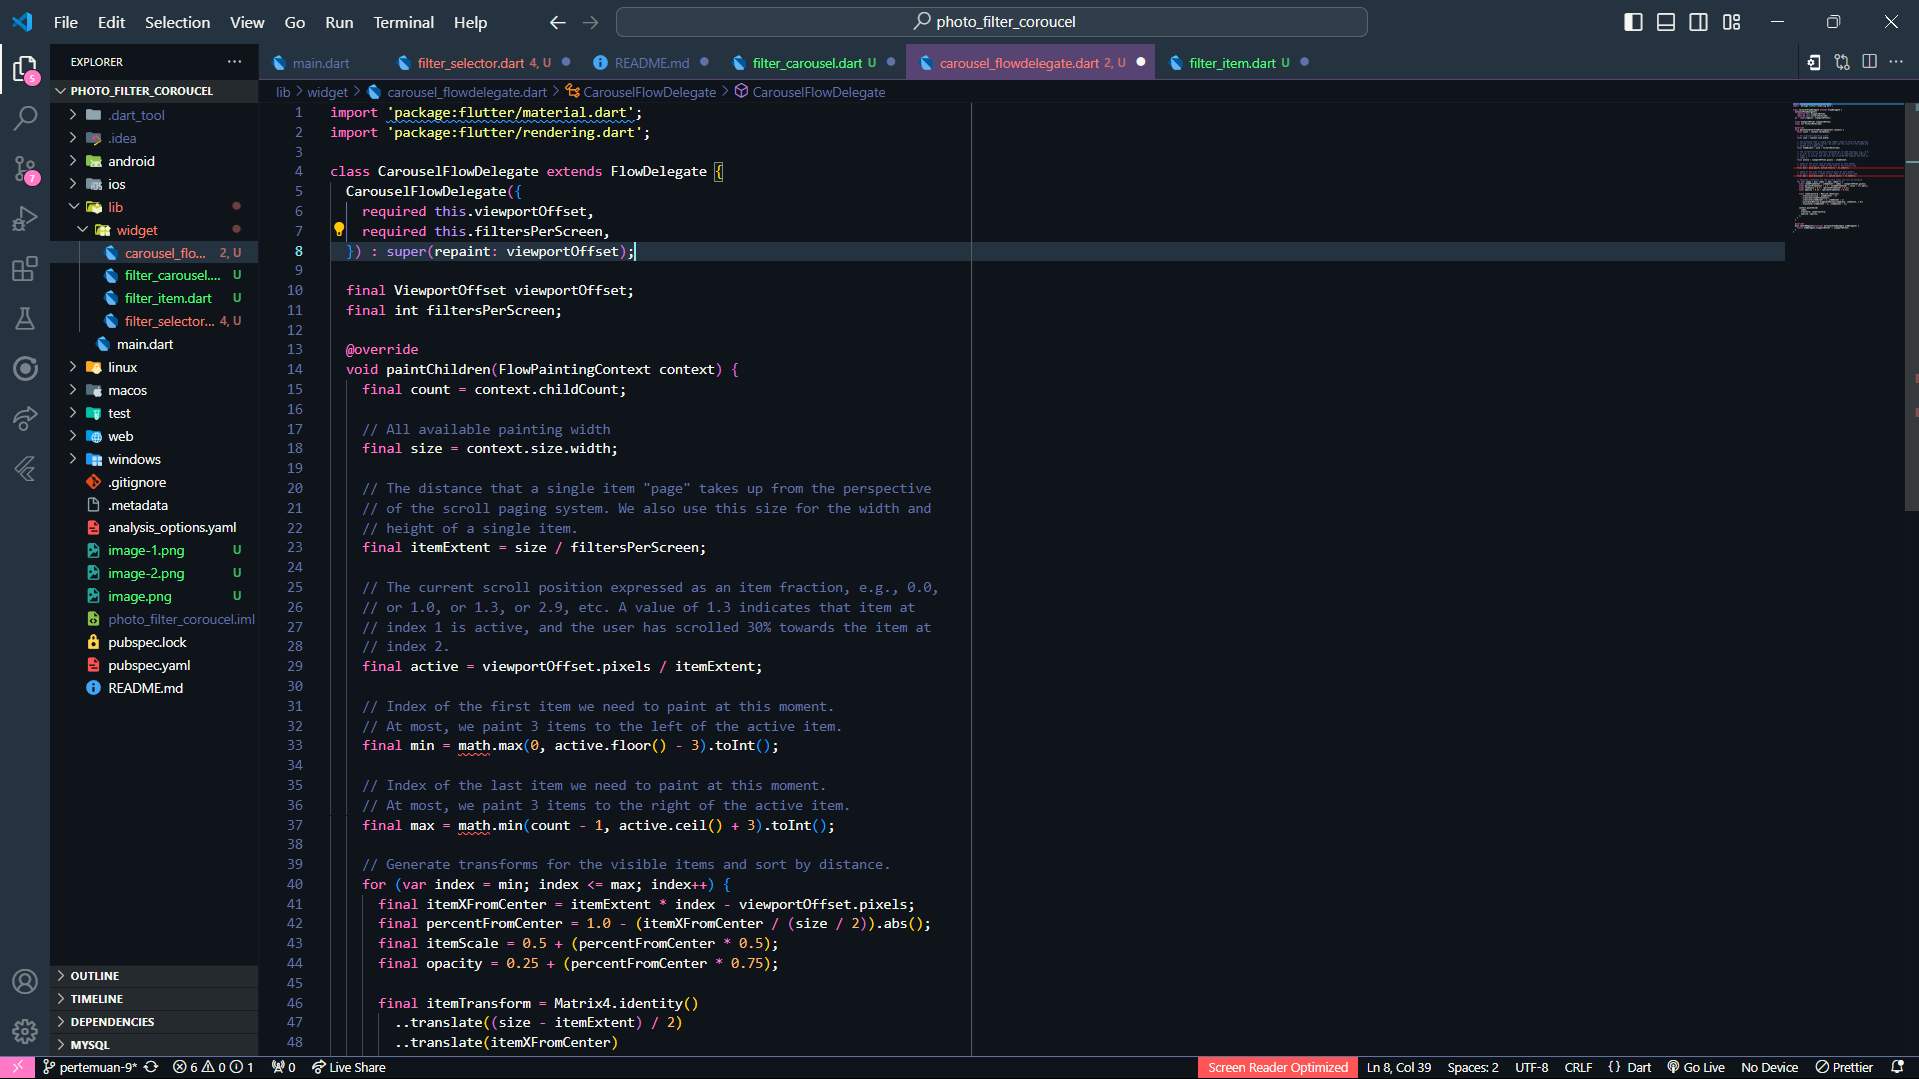 File Edit Selection View Go Run Terminal Help
photo_filter_coroucel
EXPLORER
main.dart
filter_selector.dart 4, U
README.md
filter_carousel.dart U
carousel_flowdelegate.dart 2, U
filter_item.dart U
lib > widget > carousel_flowdelegate.dart > CarouselFlowDelegate > CarouselFlowDelegate
5
7
PHOTO_FILTER_COROUCEL
.dart_tool
.idea
android
ios
lib
widget
carousel_flo... 2, U
filter_carousel.... U
filter_item.dart U
filter_selector... 4, U
main.dart
linux
macos
test
web
windows
.gitignore
.metadata
analysis_options.yaml
image-1.png U
image-2.png U
image.png U
photo_filter_coroucel.iml
pubspec.lock
pubspec.yaml
README.md
OUTLINE
TIMELINE
DEPENDENCIES
MYSQL
1 import 'package:flutter/material.dart';
2 import 'package:flutter/rendering.dart';
3
4 class CarouselFlowDelegate extends FlowDelegate {
5 CarouselFlowDelegate({
6 required this.viewportOffset,
7 required this.filtersPerScreen,
8 }) : super(repaint: viewportOffset);
9
10 final ViewportOffset viewportOffset;
11 final int filtersPerScreen;
12
13 @override
14 void paintChildren(FlowPaintingContext context) {
15 final count = context.childCount;
16
17 // All available painting width
18 final size = context.size.width;
19
20 // The distance that a single item "page" takes up from the perspective
21 // of the scroll paging system. We also use this size for the width and
22 // height of a single item.
23 final itemExtent = size / filtersPerScreen;
24
25 // The current scroll position expressed as an item fraction, e.g., 0.0,
26 // or 1.0, or 1.3, or 2.9, etc. A value of 1.3 indicates that item at
27 // index 1 is active, and the user has scrolled 30% towards the item at
28 // index 2.
29 final active = viewportOffset.pixels / itemExtent;
30
31 // Index of the first item we need to paint at this moment.
32 // At most, we paint 3 items to the left of the active item.
33 final min = math.max(0, active.floor() - 3).toInt();
34
35 // Index of the last item we need to paint at this moment.
36 // At most, we paint 3 items to the right of the active item.
37 final max = math.min(count - 1, active.ceil() + 3).toInt();
38
39 // Generate transforms for the visible items and sort by distance.
40 for (var index = min; index <= max; index++) {
41 final itemXFromCenter = itemExtent * index - viewportOffset.pixels;
42 final percentFromCenter = 1.0 - (itemXFromCenter / (size / 2)).abs();
43 final itemScale = 0.5 + (percentFromCenter * 0.5);
44 final opacity = 0.25 + (percentFromCenter * 0.75);
45
46 final itemTransform = Matrix4.identity()
47 ..translate((size - itemExtent) / 2)
48 ..translate(itemXFromCenter)
pertemuan-9* 6 0 1 0 Live Share
Screen Reader Optimized Ln 8, Col 39 Spaces: 2 UTF-8 CRLF {} Dart Go Live No Device Prettier